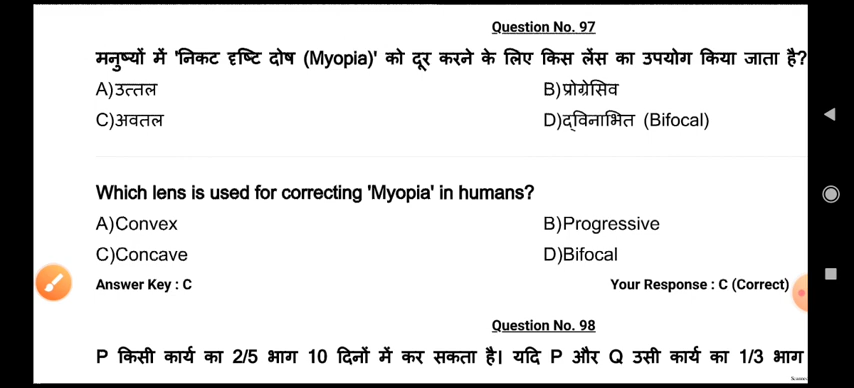 Question No. 97
मनुष्यों में 'निकट दृष्टि दोष (Myopia)' को दूर करने के लिए किस लेंस का उपयोग किया जाता है?
A)उत्तल B)प्रोग्रेसिव
C)अवतल D)द्विनाभित (Bifocal)
Which lens is used for correcting 'Myopia' in humans?
A)Convex B)Progressive
C)Concave D)Bifocal
Answer Key : C Your Response : C (Correct)
Question No. 98
P किसी कार्य का 2/5 भाग 10 दिनों में कर सकता है। यदि P और Q उसी कार्य का 1/3 भाग